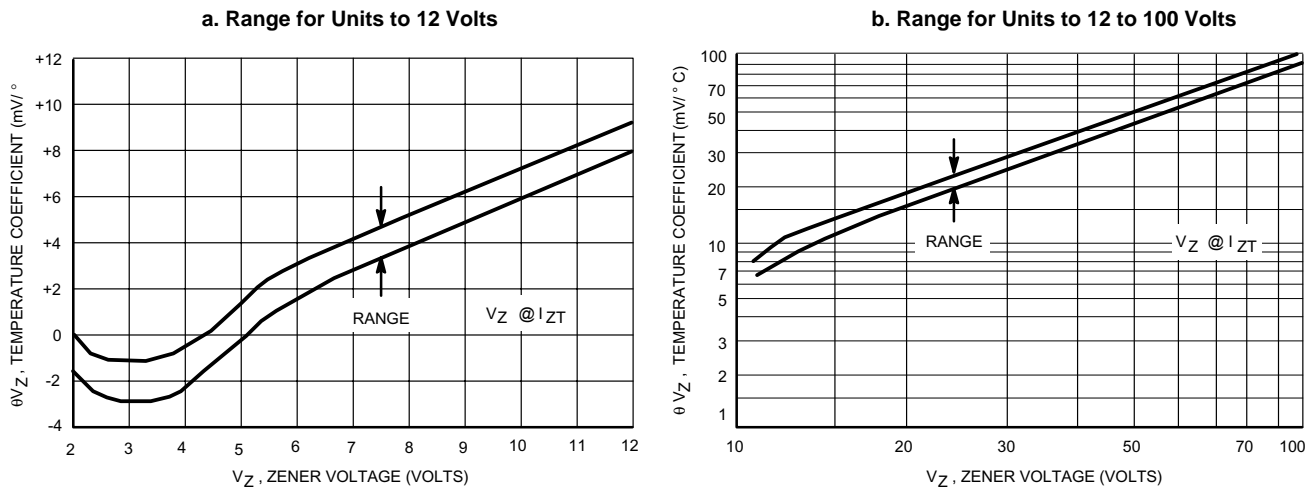 a. Range for Units to 12 Volts
θVZ, TEMPERATURE COEFFICIENT (mV/°
+12
+10
+8
+6
+4
+2
0
-2
-4
RANGE
VZ @ IZT
2 3 4 5 6 7 8 9 10 11 12
VZ, ZENER VOLTAGE (VOLTS)
b. Range for Units to 12 to 100 Volts
θVZ, TEMPERATURE COEFFICIENT (mV/°C)
100
70
50
30
20
10
7
5
3
2
1
RANGE
VZ @ IZT
10 20 30 50 70 100
VZ, ZENER VOLTAGE (VOLTS)